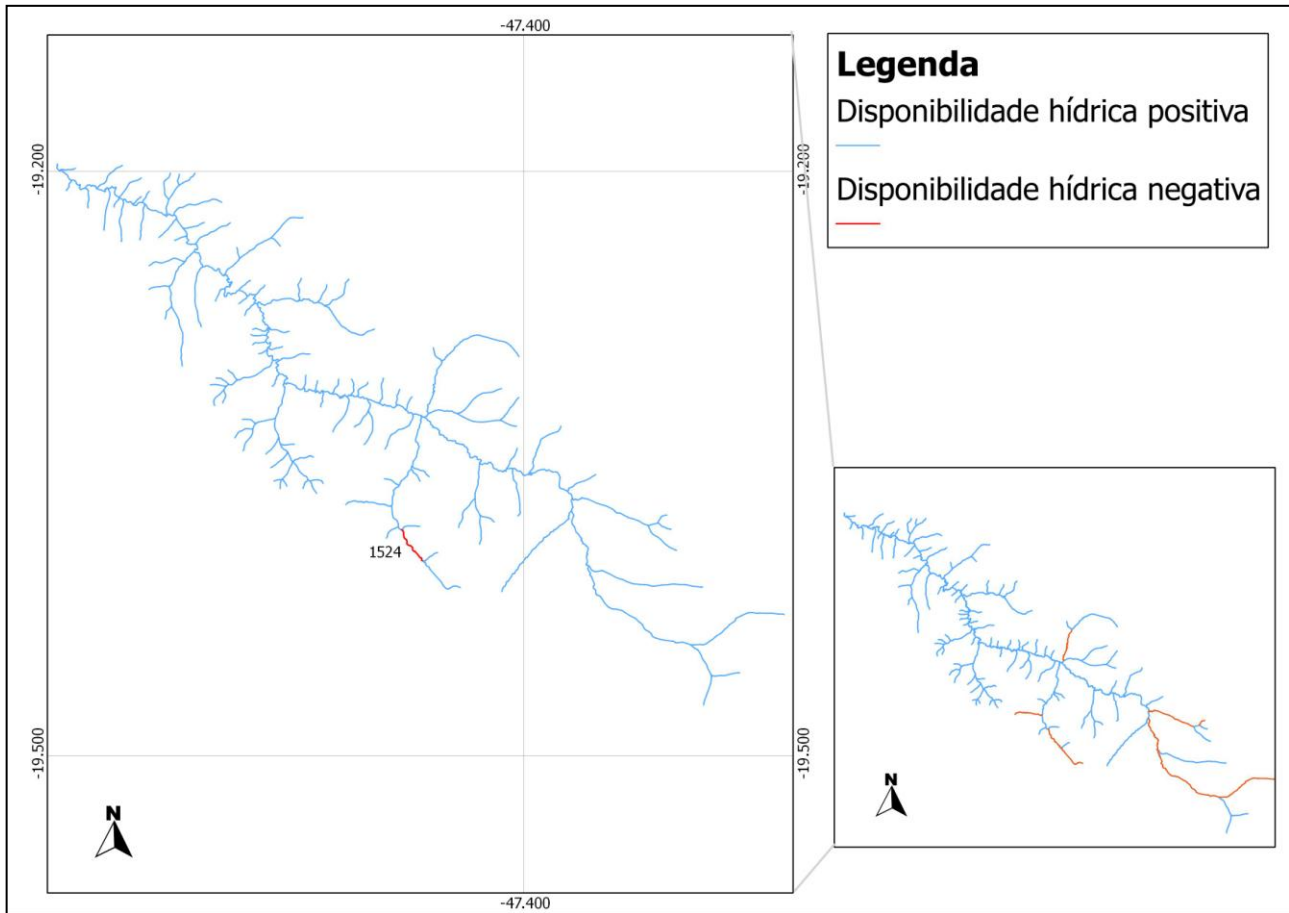 -47.400
Legenda
Disponibilidade hídrica positiva
Disponibilidade hídrica negativa
-19.200
-19.200
1524
-19.500
-19.500
N
N
-47.400